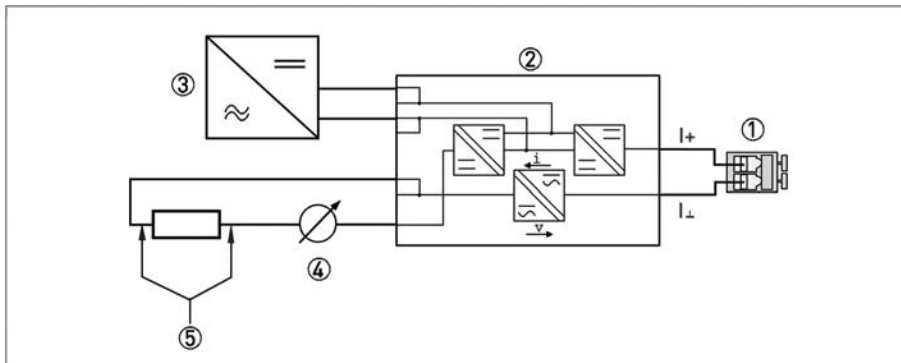 ②
③
①
I+
i
v
I⊥
④
⑤